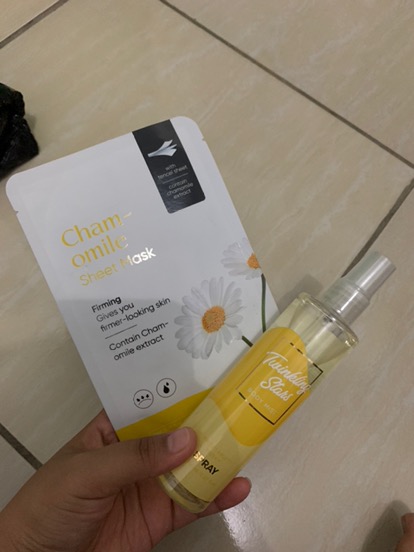 with
tencel sheet
contain
chamomile
extract
Cham-
omile
Sheet Mask
Firming
Gives you
firmer-looking skin
Contain Cham-
omile extract
Twinkling
Stars
SPRAY